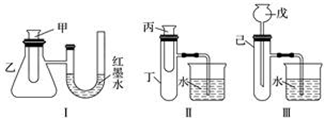 甲
乙
红
墨
水
Ⅰ
丙
丁
水
Ⅱ
戊
己
水
Ⅲ